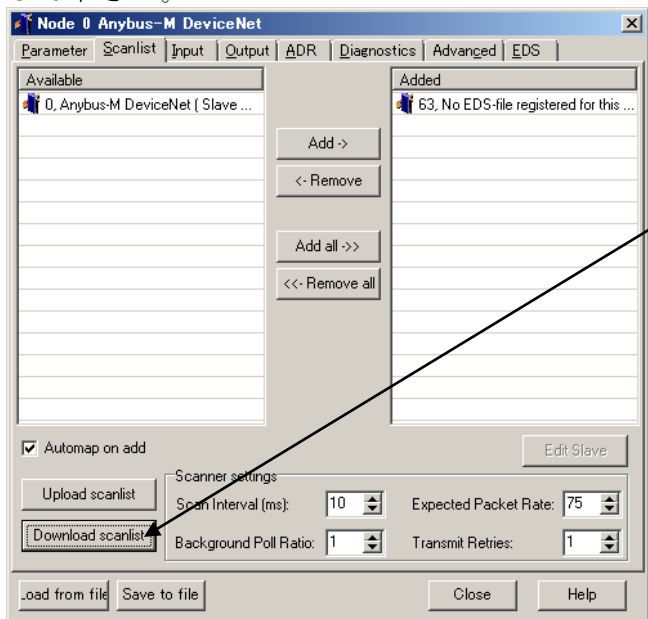 Node 0 Anybus-M DeviceNet
Parameter Scanlist Input Output ADR Diagnostics Advanced EDS
Available
0, Anybus-M DeviceNet ( Slave ...
Add ->
<- Remove
Add all ->>
<<- Remove all
Added
63, No EDS-file registered for this ...
Automap on add
Edit Slave
Upload scanlist
Download scanlist
Scanner settings
Scan Interval (ms): 10 Expected Packet Rate: 75
Background Poll Ratio: 1 Transmit Retries: 1
Load from file Save to file Close Help